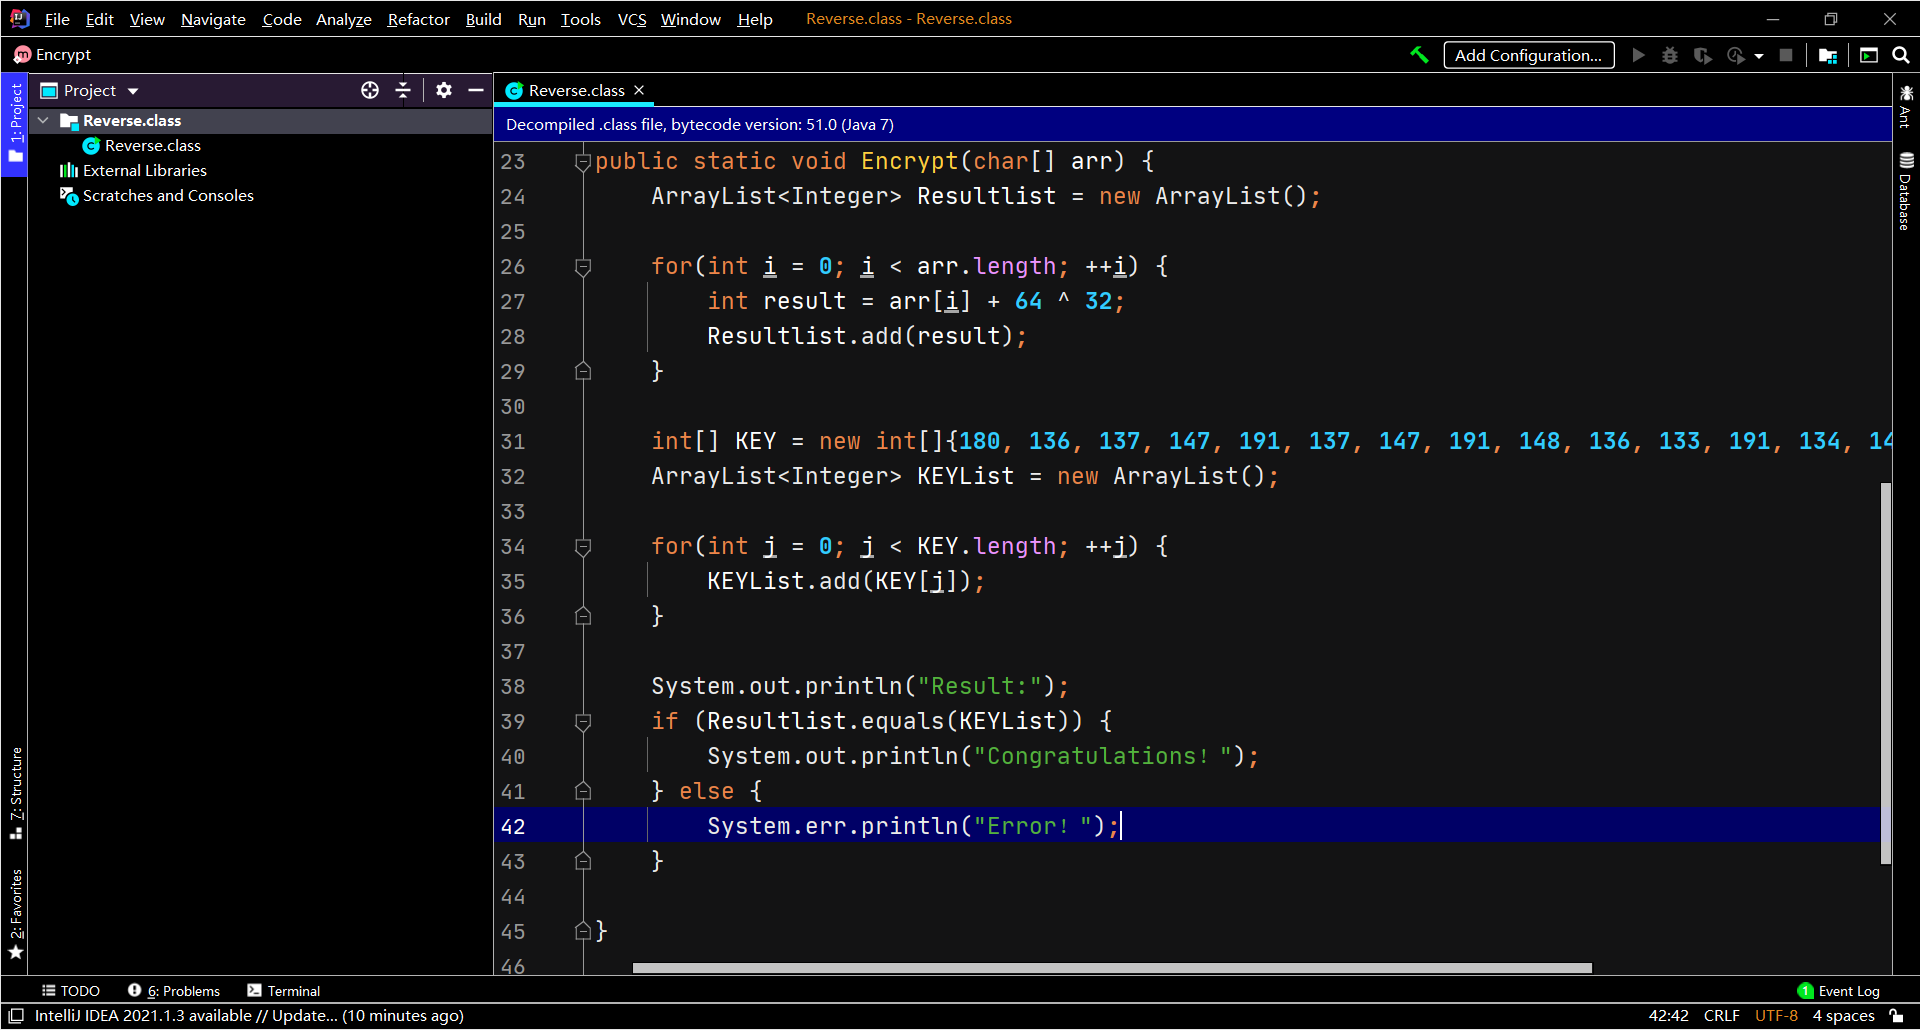 File Edit View Navigate Code Analyze Refactor Build Run Tools VCS Window Help Reverse.class - Reverse.class
Encrypt Add Configuration...
1: Project
Project
Reverse.class
Reverse.class
External Libraries
Scratches and Consoles
7: Structure
2: Favorites
Reverse.class
Decompiled .class file, bytecode version: 51.0 (Java 7)
23 public static void Encrypt(char[] arr) {
24 ArrayList<Integer> Resultlist = new ArrayList();
25
26 for(int i = 0; i < arr.length; ++i) {
27 int result = arr[i] + 64 ^ 32;
28 Resultlist.add(result);
29 }
30
31 int[] KEY = new int[]{180, 136, 137, 147, 191, 137, 147, 191, 148, 136, 133, 191, 134, 14
32 ArrayList<Integer> KEYList = new ArrayList();
33
34 for(int j = 0; j < KEY.length; ++j) {
35 KEYList.add(KEY[j]);
36 }
37
38 System.out.println("Result:");
39 if (Resultlist.equals(KEYList)) {
40 System.out.println("Congratulations！");
41 } else {
42 System.err.println("Error！");
43 }
44
45 }
46
Ant
Database
TODO 6: Problems Terminal 1 Event Log
IntelliJ IDEA 2021.1.3 available // Update... (10 minutes ago) 42:42 CRLF UTF-8 4 spaces